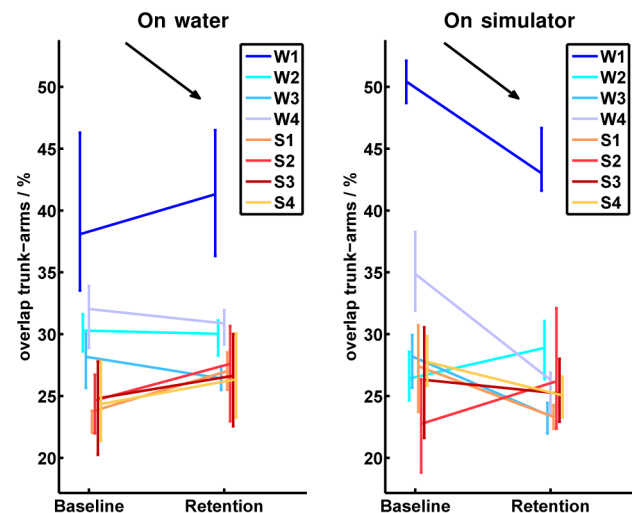 On water
overlap trunk-arms / %
50
45
40
35
30
25
20
W1
W2
W3
W4
S1
S2
S3
S4
Baseline Retention
On simulator
overlap trunk-arms / %
50
45
40
35
30
25
20
W1
W2
W3
W4
S1
S2
S3
S4
Baseline Retention